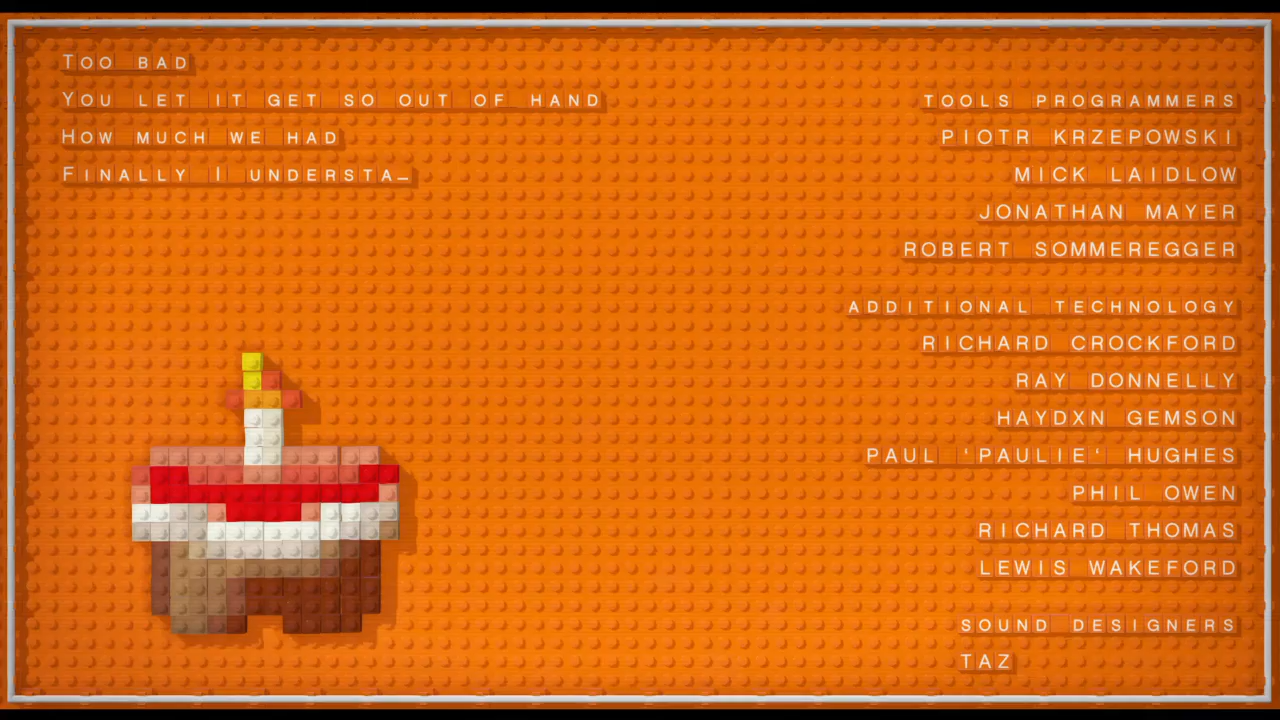 Too bad
You let it get so out of hand
How much we had
Finally I understa_
TOOLS PROGRAMMERS
PIOTR KRZEPOWSKI
MICK LAIDLOW
JONATHAN MAYER
ROBERT SOMMEREGGER
ADDITIONAL TECHNOLOGY
RICHARD CROCKFORD
RAY DONNELLY
HAYDXN GEMSON
PAUL 'PAULIE' HUGHES
PHIL OWEN
RICHARD THOMAS
LEWIS WAKEFORD
SOUND DESIGNERS
TAZ